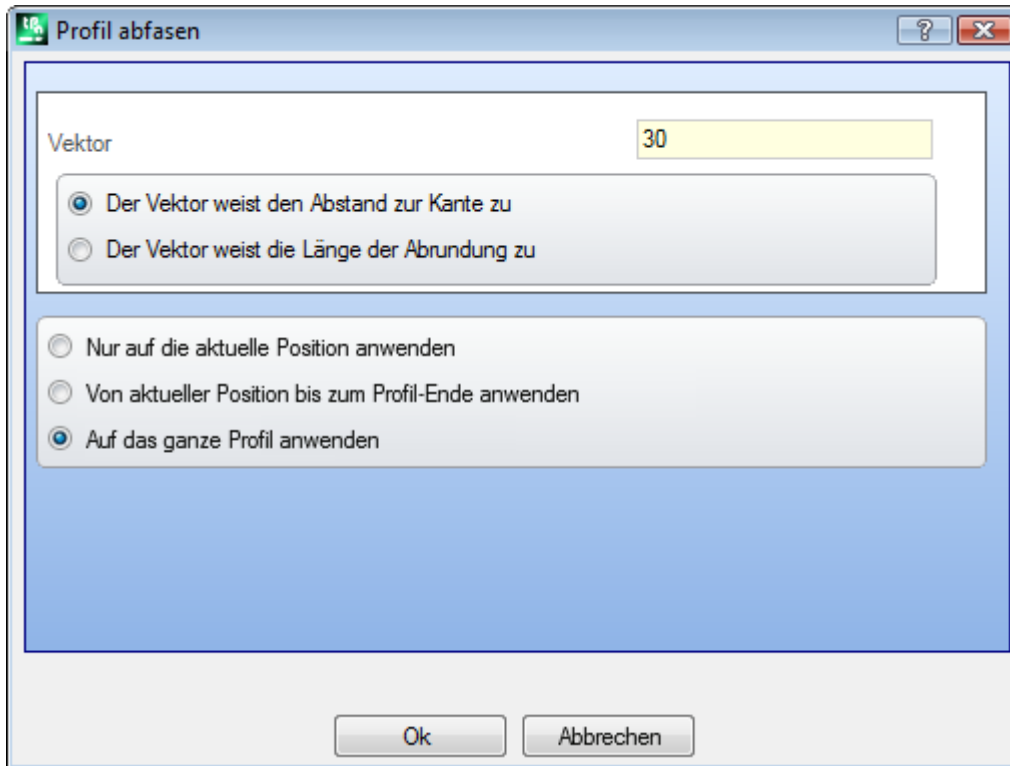 Profil abfasen
Vektor 30
Der Vektor weist den Abstand zur Kante zu
Der Vektor weist die Länge der Abrundung zu
Nur auf die aktuelle Position anwenden
Von aktueller Position bis zum Profil-Ende anwenden
Auf das ganze Profil anwenden
Ok Abbrechen